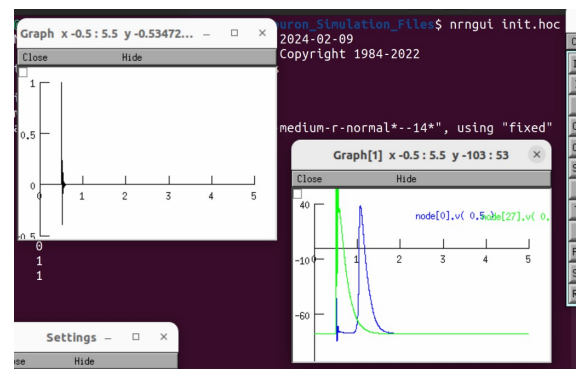 uron_Simulation_Files$ nrngui init.hoc
Graph x -0.5 : 5.5 y -0.53472...
2024-02-09
Close Hide
Copyright 1984-2022
1
0.5
0
0 1 2 3 4 5
-0.5
medium-r-normal*--14*", using "fixed"
Graph[1] x -0.5 : 5.5 y -103 : 53
Close Hide
40
node[0].v( 0.5 )
node[27].v( 0.
-10 0 1 2 3 4 5
-60
0
1
1
Settings
ose Hide